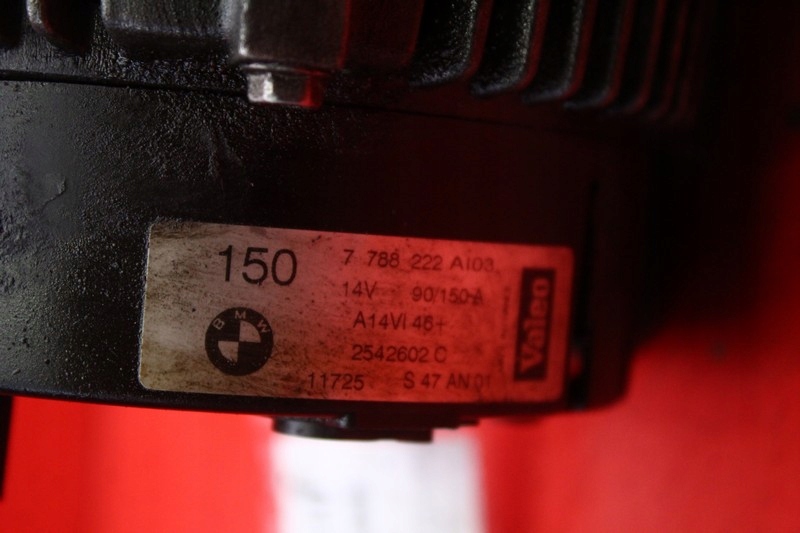 150
7 788 222 AI03
14V 90/150 A
A14VI 46+
2542602 C
11725 S 47 AN 01
BMW
Valeo